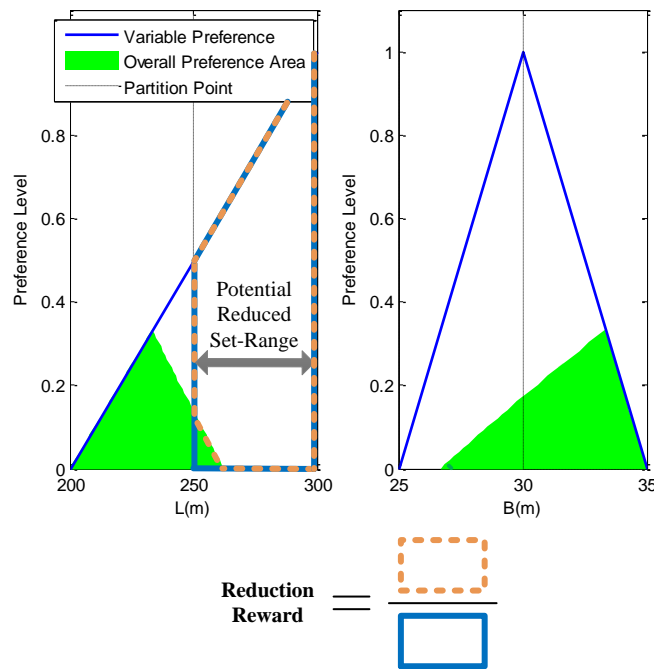 Variable Preference
Overall Preference Area
Partition Point
Preference Level
0.8
0.6
0.4
0.2
0
200
250
300
L(m)
Potential
Reduced
Set-Range
Preference Level
1
0.8
0.6
0.4
0.2
0
25
30
35
B(m)
Reduction
Reward
=